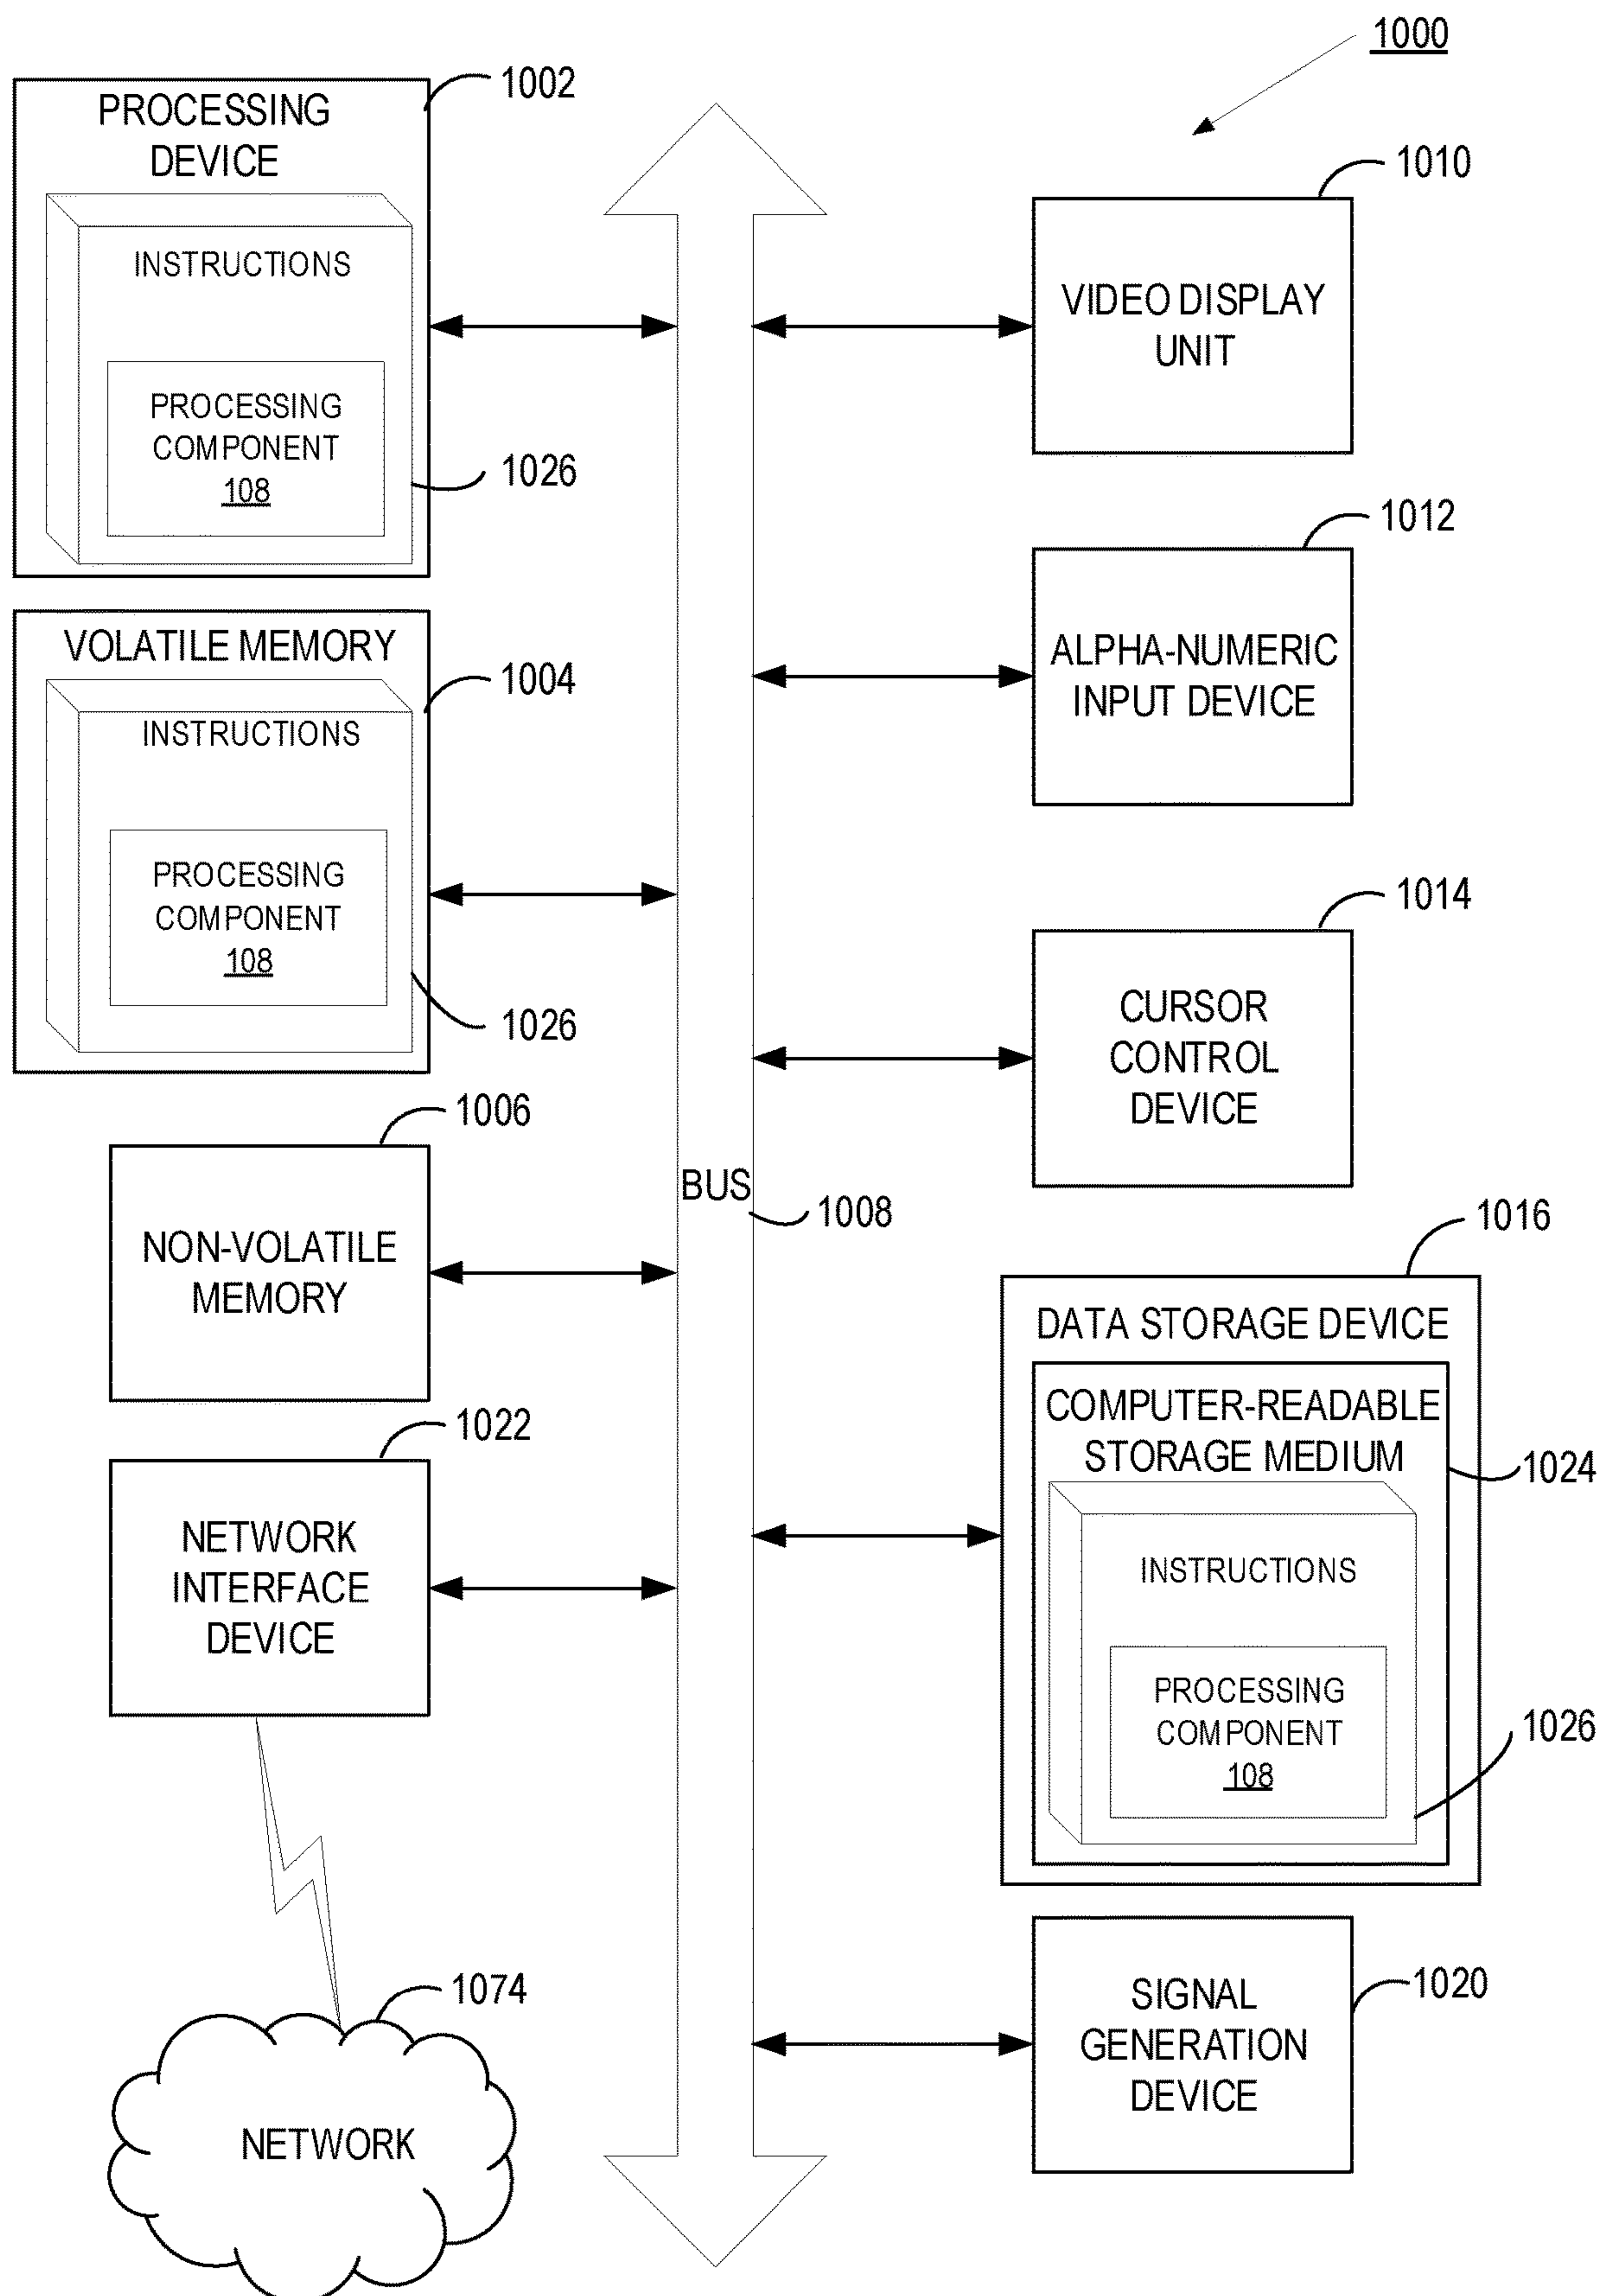 1000
1002
PROCESSING
DEVICE
INSTRUCTIONS
PROCESSING
COMPONENT
108
1026
VOLATILE MEMORY
1004
INSTRUCTIONS
PROCESSING
COMPONENT
108
1026
1006
NON-VOLATILE
MEMORY
1022
NETWORK
INTERFACE
DEVICE
1074
NETWORK
BUS
1008
1010
VIDEO DISPLAY
UNIT
1012
ALPHA-NUMERIC
INPUT DEVICE
1014
CURSOR
CONTROL
DEVICE
1016
DATA STORAGE DEVICE
COMPUTER-READABLE
STORAGE MEDIUM
1024
INSTRUCTIONS
PROCESSING
COMPONENT
108
1026
SIGNAL
GENERATION
DEVICE
1020